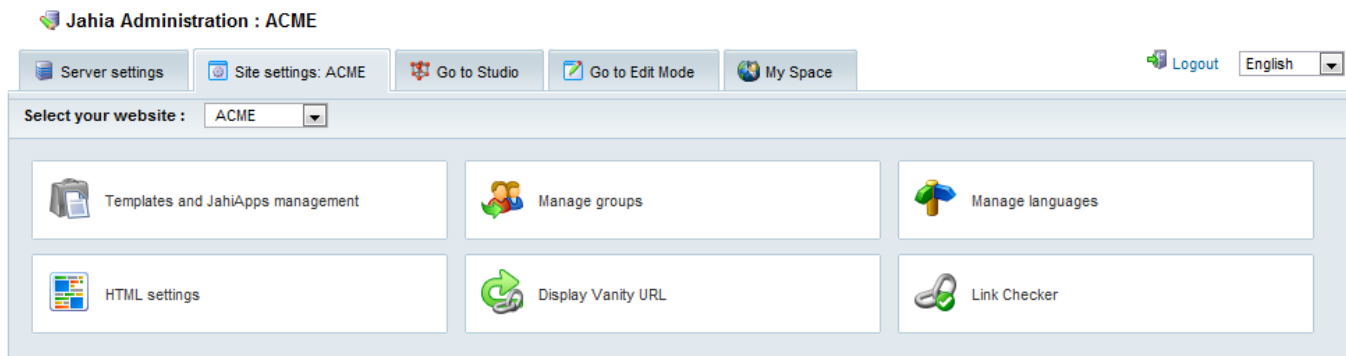 Jahia Administration : ACME
Server settings
Site settings: ACME
Go to Studio
Go to Edit Mode
My Space
Logout
English
Select your website :
ACME
Templates and JahiApps management
Manage groups
Manage languages
HTML settings
Display Vanity URL
Link Checker